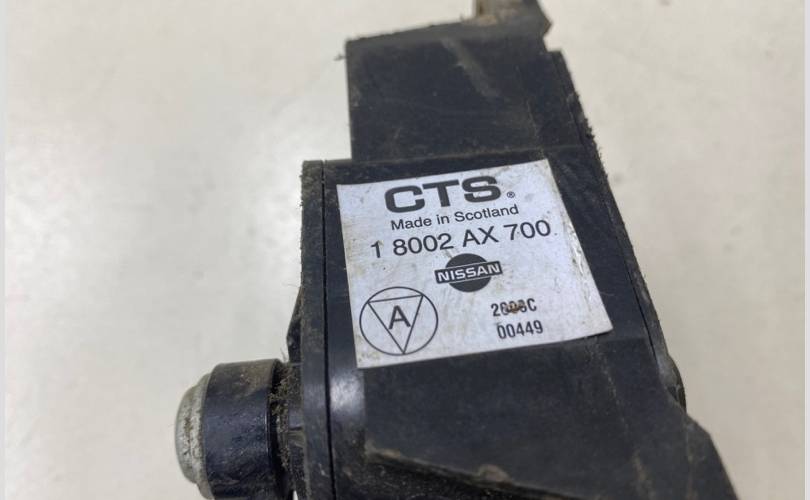 CTS®
Made in Scotland
1 8002 AX 700
NISSAN
A
00449